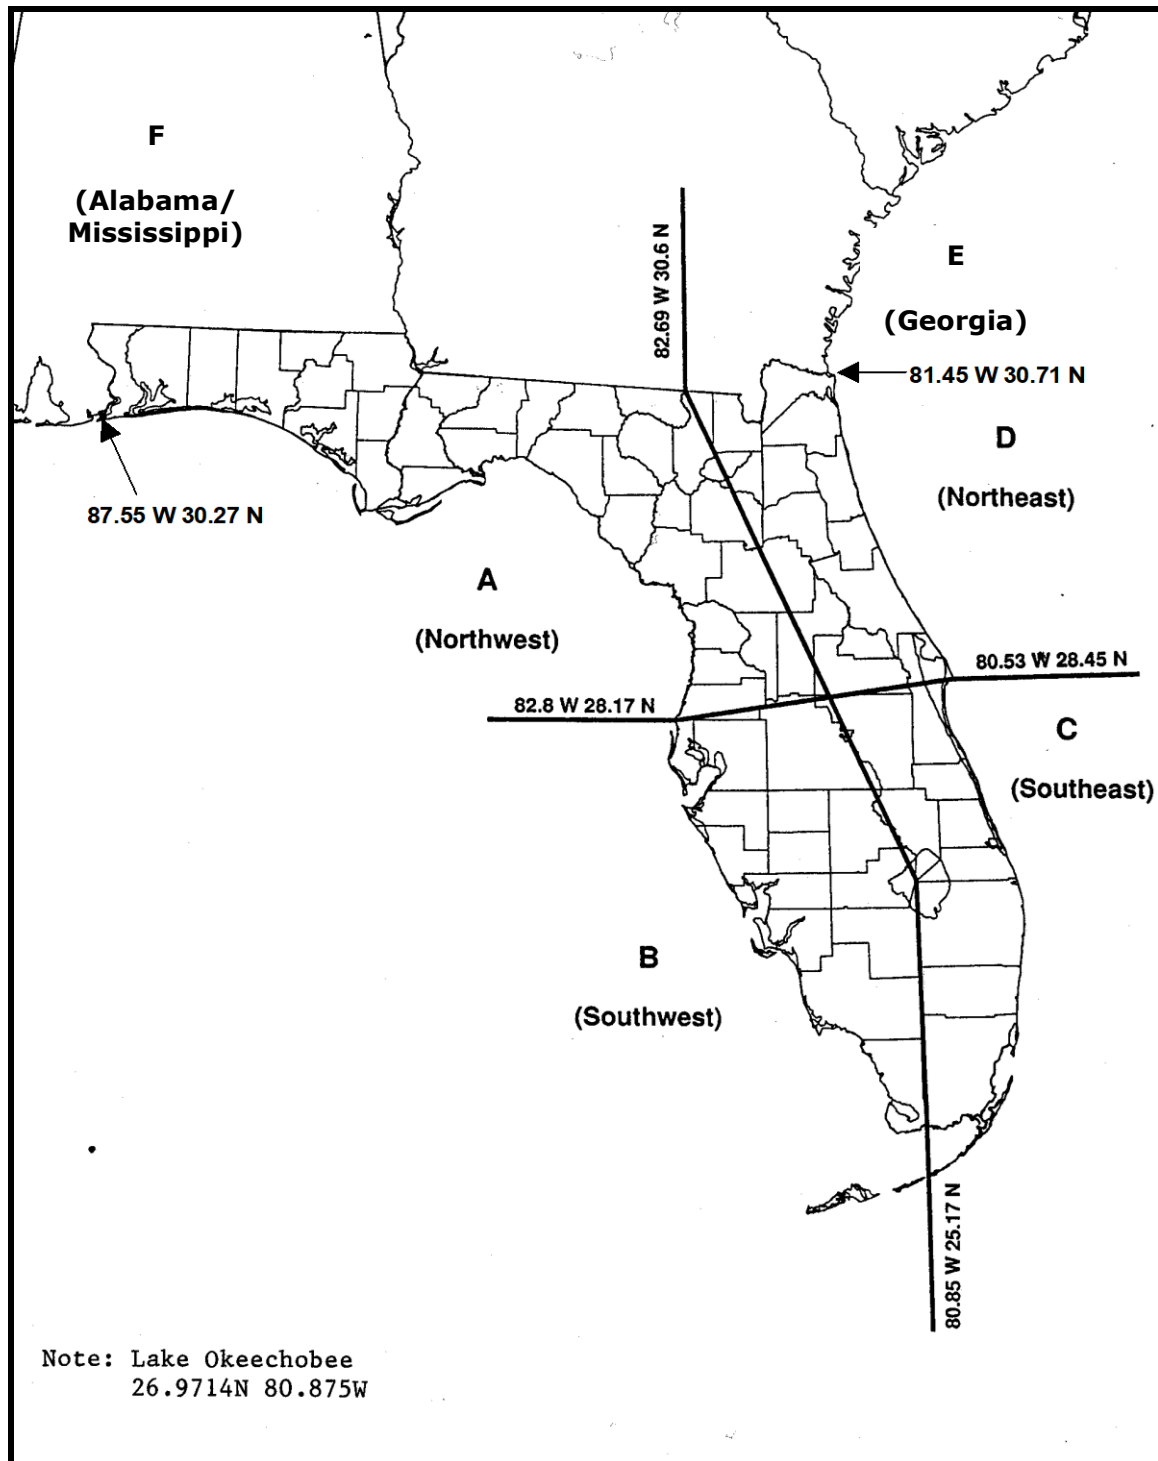 F
(Alabama/
Mississippi)
82.69 W 30.6 N
E
(Georgia)
81.45 W 30.71 N
D
(Northeast)
87.55 W 30.27 N
A
(Northwest)
80.53 W 28.45 N
82.8 W 28.17 N
C
(Southeast)
B
(Southwest)
80.85 W 25.17 N
Note: Lake Okeechobee
26.9714N 80.875W